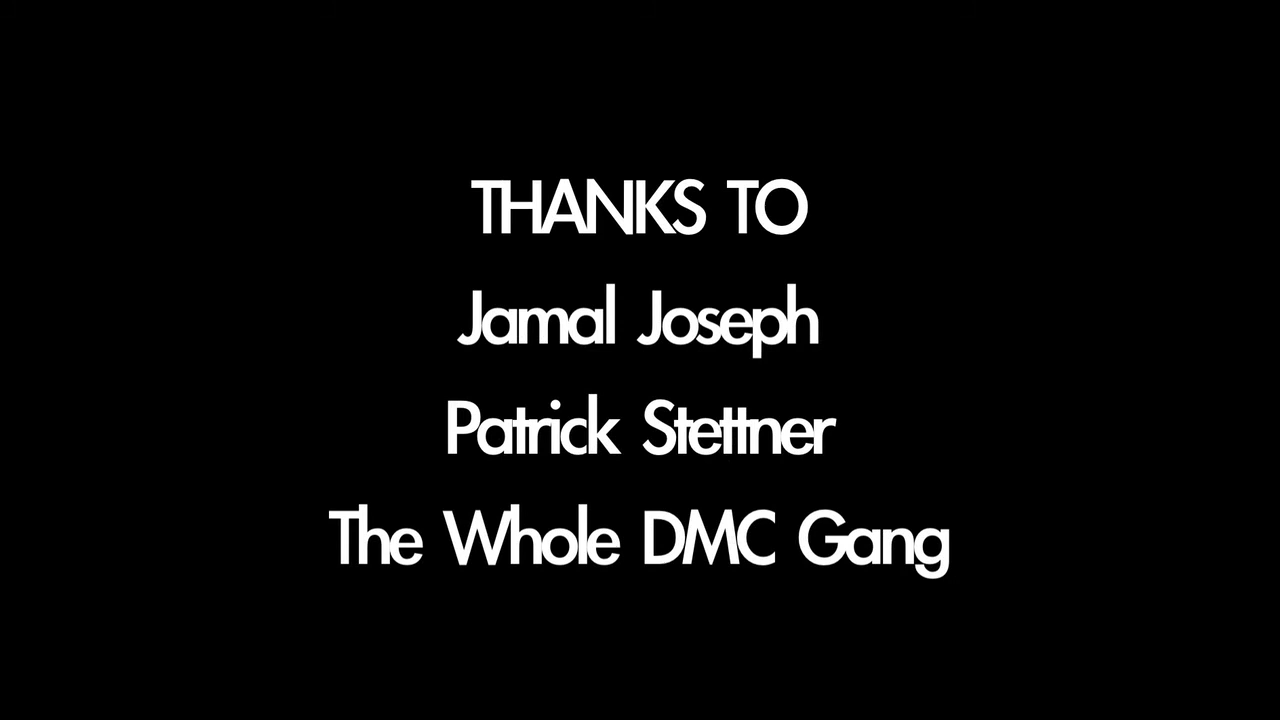 THANKS TO
Jamal Joseph
Patrick Stettner
The Whole DMC Gang